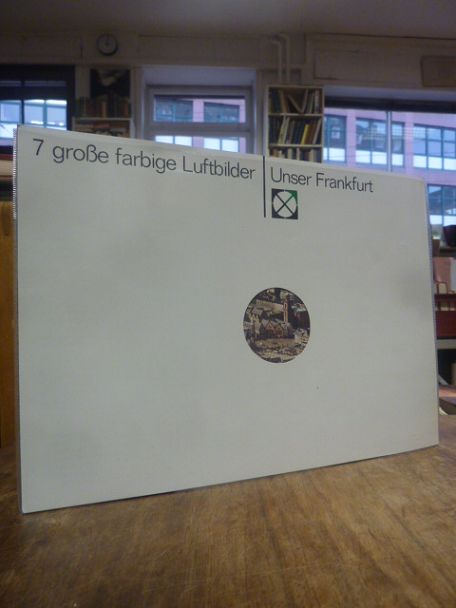 7 große farbige Luftbilder
Unser Frankfurt